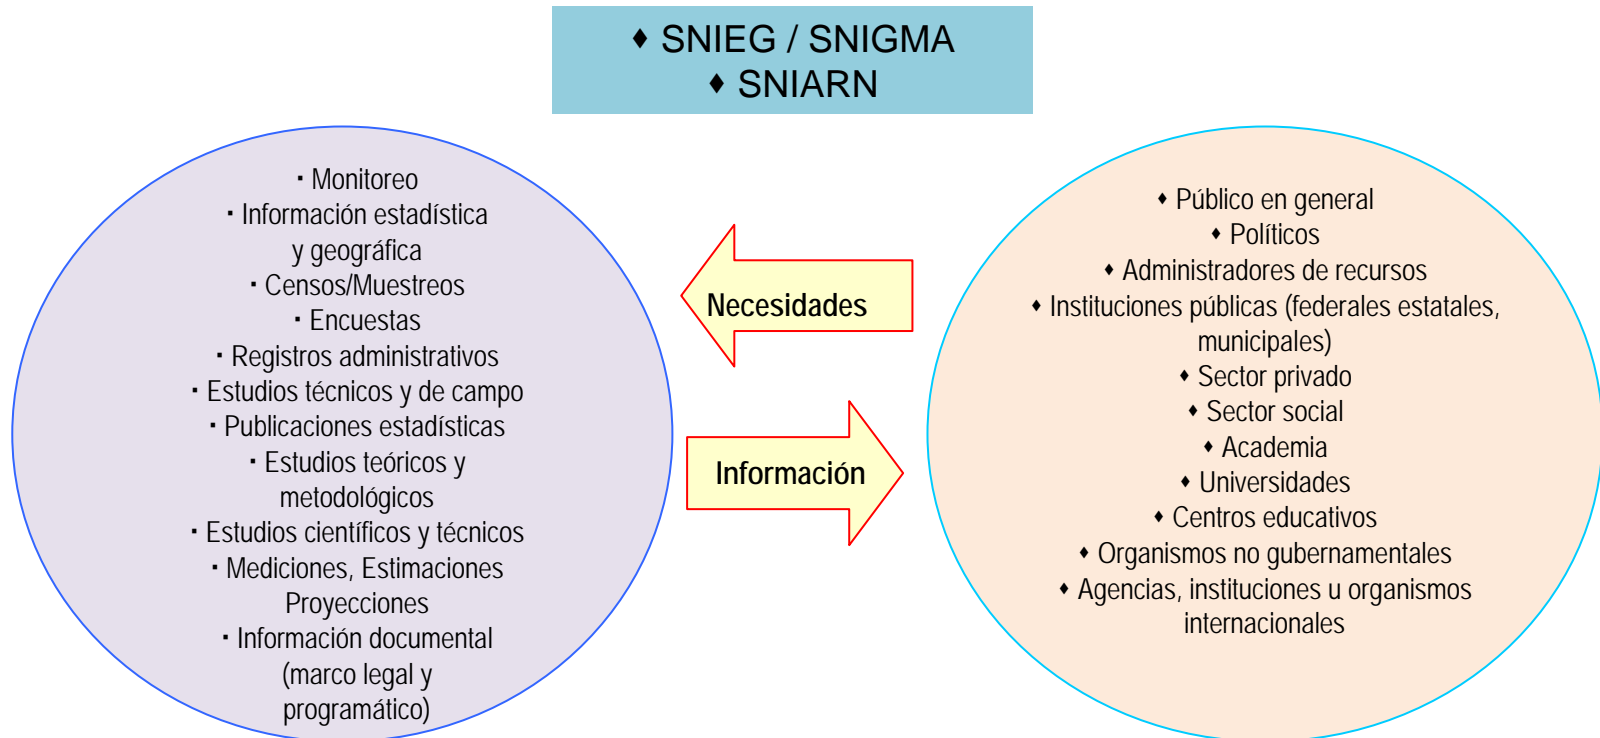 ♦ SNIEG / SNIGMA
♦ SNIARN
· Monitoreo
· Información estadística
y geográfica
· Censos/Muestreos
· Encuestas
· Registros administrativos
· Estudios técnicos y de campo
· Publicaciones estadísticas
· Estudios teóricos y
metodológicos
· Estudios científicos y técnicos
· Mediciones, Estimaciones
Proyecciones
· Información documental
(marco legal y
programático)
Necesidades
Información
♦ Público en general
♦ Políticos
♦ Administradores de recursos
♦ Instituciones públicas (federales estatales,
municipales)
♦ Sector privado
♦ Sector social
♦ Academia
♦ Universidades
♦ Centros educativos
♦ Organismos no gubernamentales
♦ Agencias, instituciones u organismos
internacionales